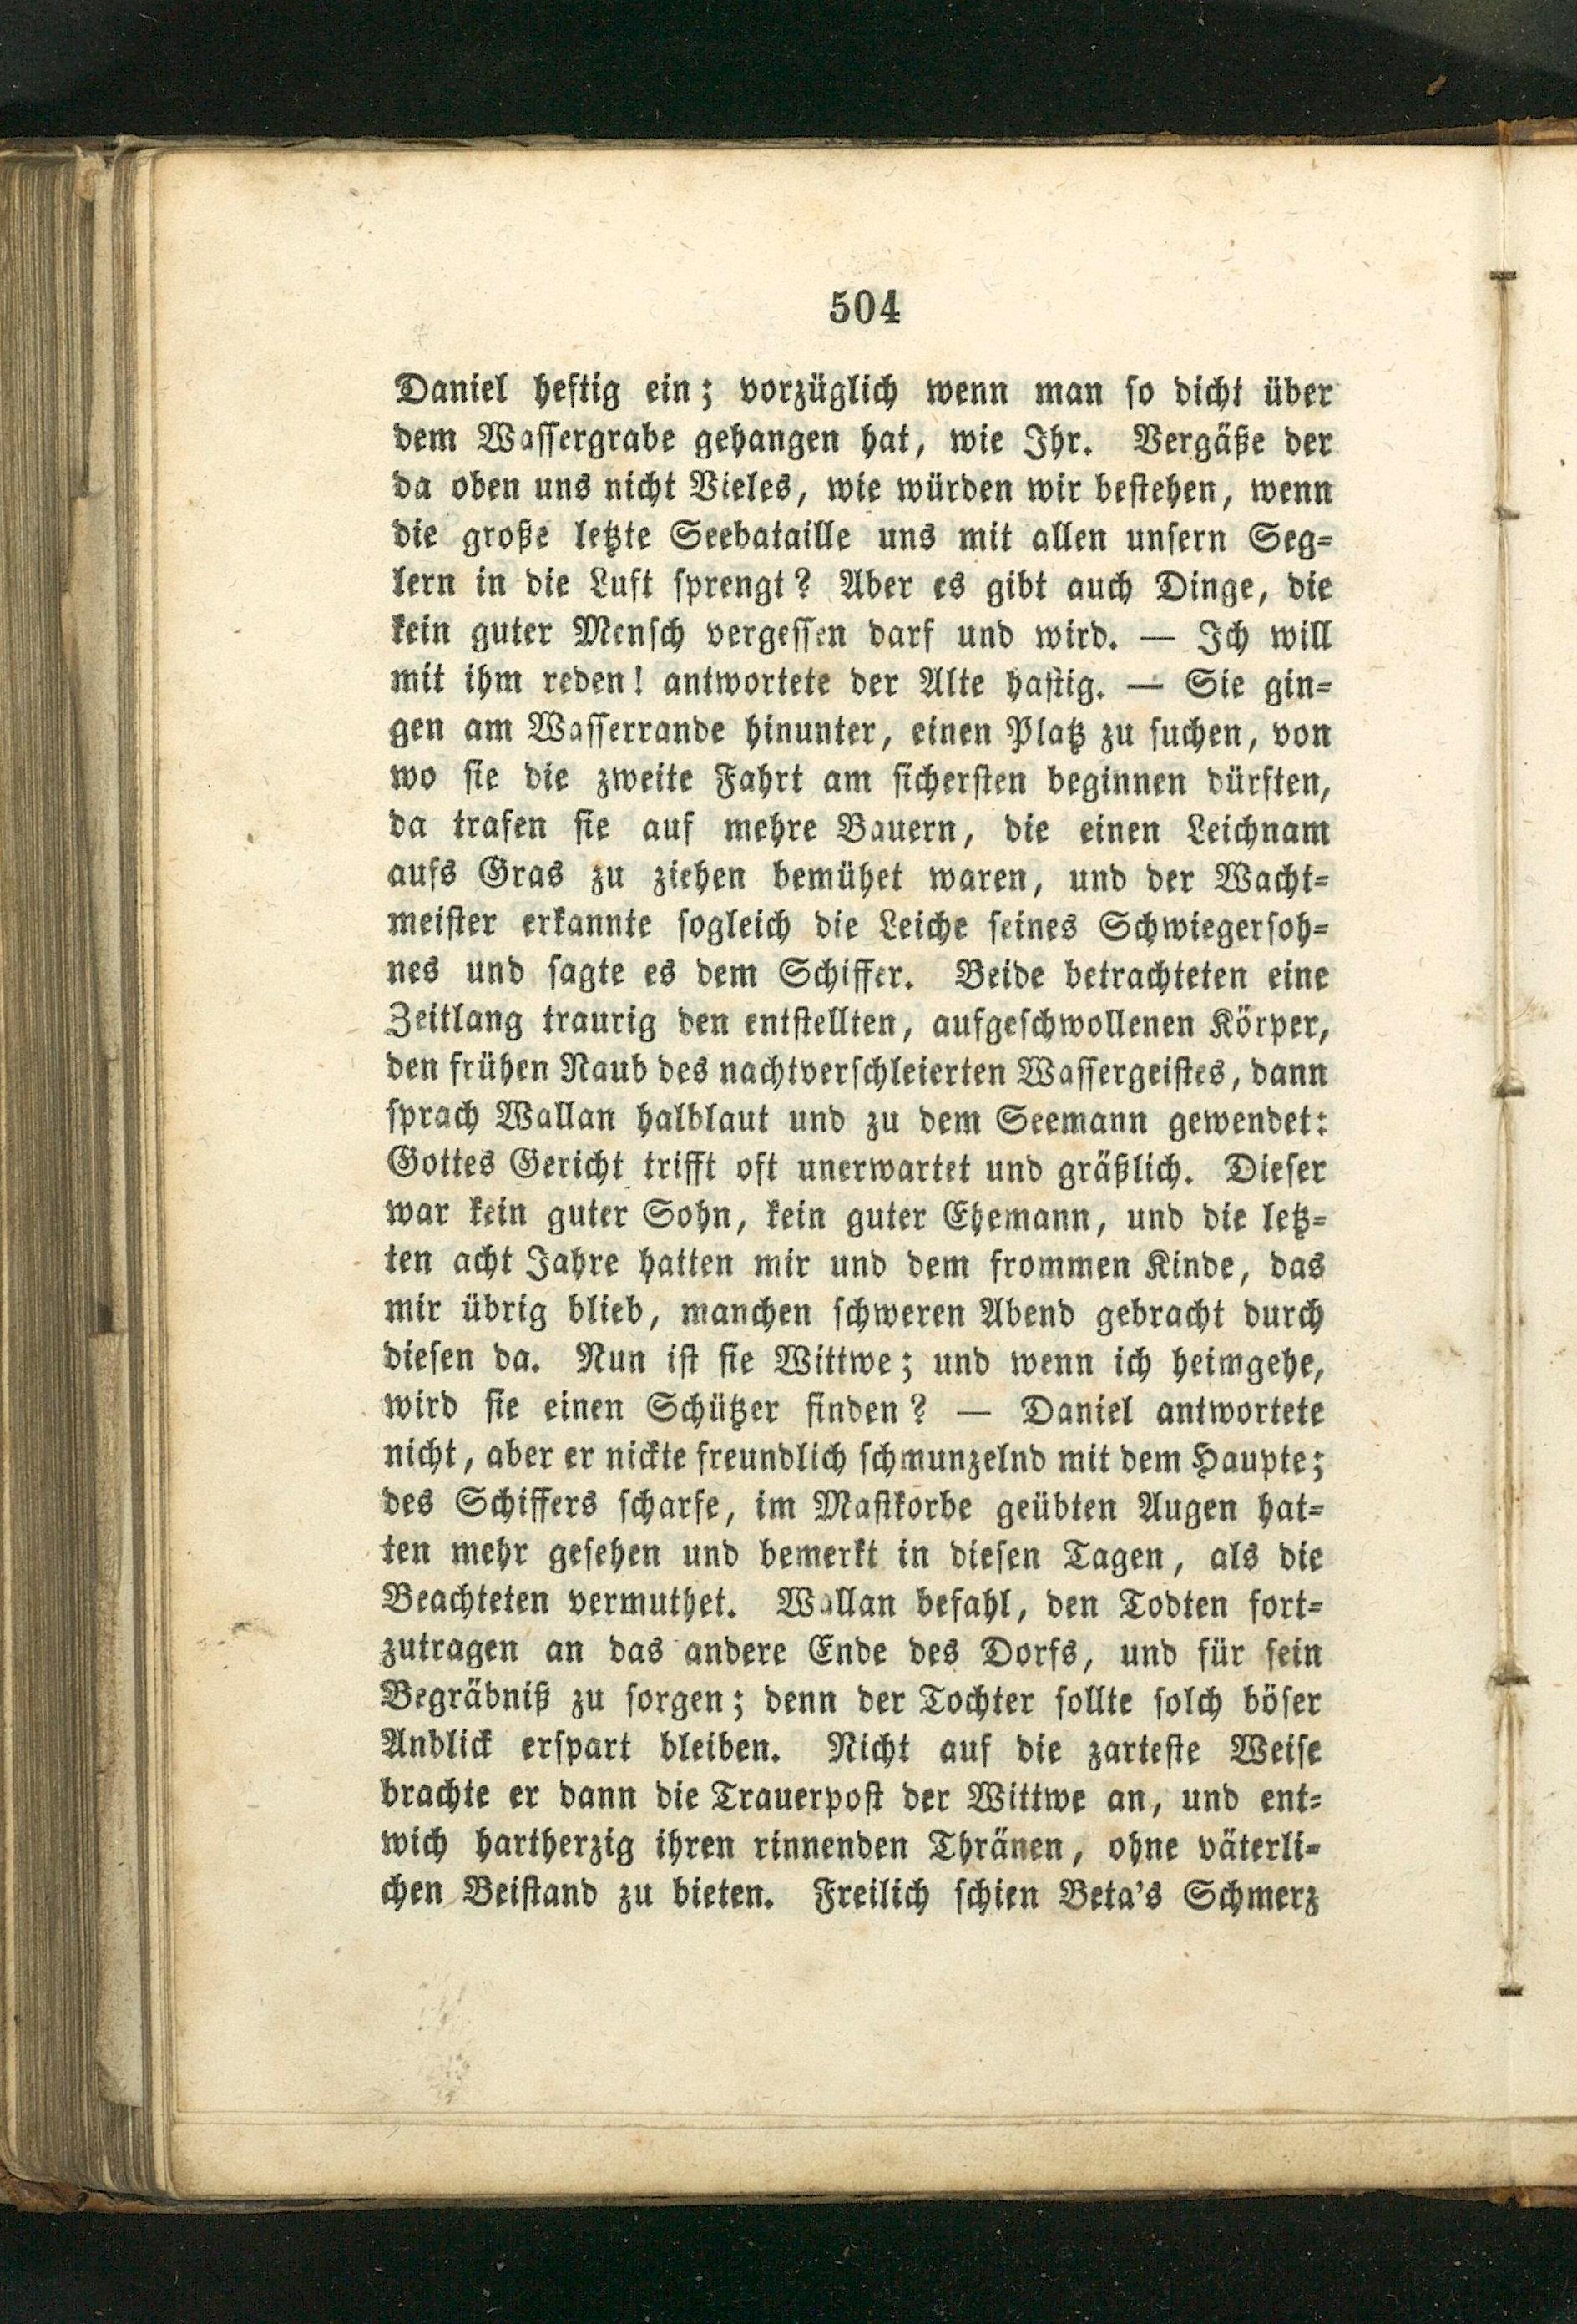 504
Daniel heftig ein; vorzüglich wenn man so dicht über
dem Wassergrabe gehangen hat, wie Ihr. Vergäße der
da oben uns nicht Vieles, wie würden wir bestehen, wenn
die große letzte Seebataille uns mit allen unsern Seg-
lern in die Luft sprengt? Aber es gibt auch Dinge, die
kein guter Mensch vergessen darf und wird. — Ich will
mit ihm reden! antwortete der Alte hastig. — Sie gin-
gen am Wasserrande hinunter, einen Platz zu suchen, von
wo sie die zweite Fahrt am sichersten beginnen dürften,
da trafen sie auf mehre Bauern, die einen Leichnam
aufs Gras zu ziehen bemühet waren, und der Wacht-
meister erkannte sogleich die Leiche seines Schwiegersoh-
nes und sagte es dem Schiffer. Beide betrachteten eine
Zeitlang traurig den entstellten, aufgeschwollenen Körper,
den frühen Raub des nachtverschleierten Wassergeistes, dann
sprach Wallan halblaut und zu dem Seemann gewendet:
Gottes Gericht trifft oft unerwartet und gräßlich. Dieser
war kein guter Sohn, kein guter Ehemann, und die letz-
ten acht Jahre hatten mir und dem frommen Kinde, das
mir übrig blieb, manchen schweren Abend gebracht durch
diesen da. Nun ist sie Wittwe; und wenn ich heimgehe,
wird sie einen Schützer finden? — Daniel antwortete
nicht, aber er nickte freundlich schmunzelnd mit dem Haupte;
des Schiffers scharfe, im Mastkorbe geübten Augen hat-
ten mehr gesehen und bemerkt in diesen Tagen, als die
Beachteten vermuthet. Wallan befahl, den Todten fort-
zutragen an das andere Ende des Dorfs, und für sein
Begräbniß zu sorgen; denn der Tochter sollte solch böser
Anblick erspart bleiben. Nicht auf die zarteste Weise
brachte er dann die Trauerpost der Wittwe an, und ent-
wich hartherzig ihren rinnenden Thränen, ohne väterli-
chen Beistand zu bieten. Freilich schien Beta's Schmerz